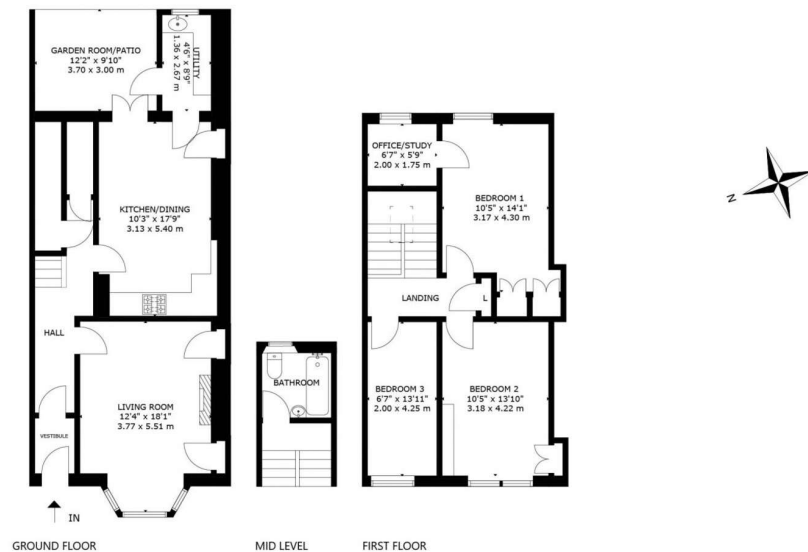 GARDEN ROOM/PATIO
12'2" x 9'10"
3.70 x 3.00 m
UTILITY
4'6" x 8'9"
1.36 x 2.67 m
KITCHEN/DINING
10'3" x 17'9"
3.13 x 5.40 m
HALL
LIVING ROOM
12'4" x 18'1"
3.77 x 5.51 m
VESTIBULE
IN
GROUND FLOOR
BATHROOM
MID LEVEL
OFFICE/STUDY
6'7" x 5'9"
2.00 x 1.75 m
BEDROOM 1
10'5" x 14'1"
3.17 x 4.30 m
LANDING
L
BEDROOM 3
6'7" x 13'11"
2.00 x 4.25 m
BEDROOM 2
10'5" x 13'10"
3.18 x 4.22 m
FIRST FLOOR
N